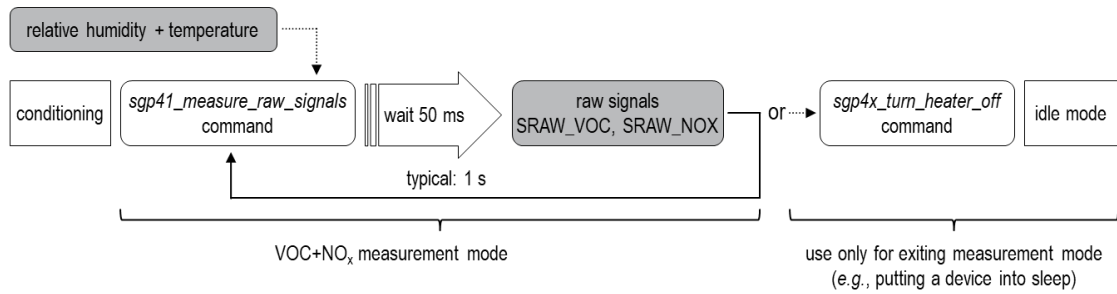 relative humidity + temperature
conditioning
sgp41_measure_raw_signals
command
wait 50 ms
raw signals
SRAW_VOC, SRAW_NOX
or
sgp4x_turn_heater_off
command
idle mode
typical: 1 s
VOC+NOx measurement mode
use only for exiting measurement mode
(e.g., putting a device into sleep)